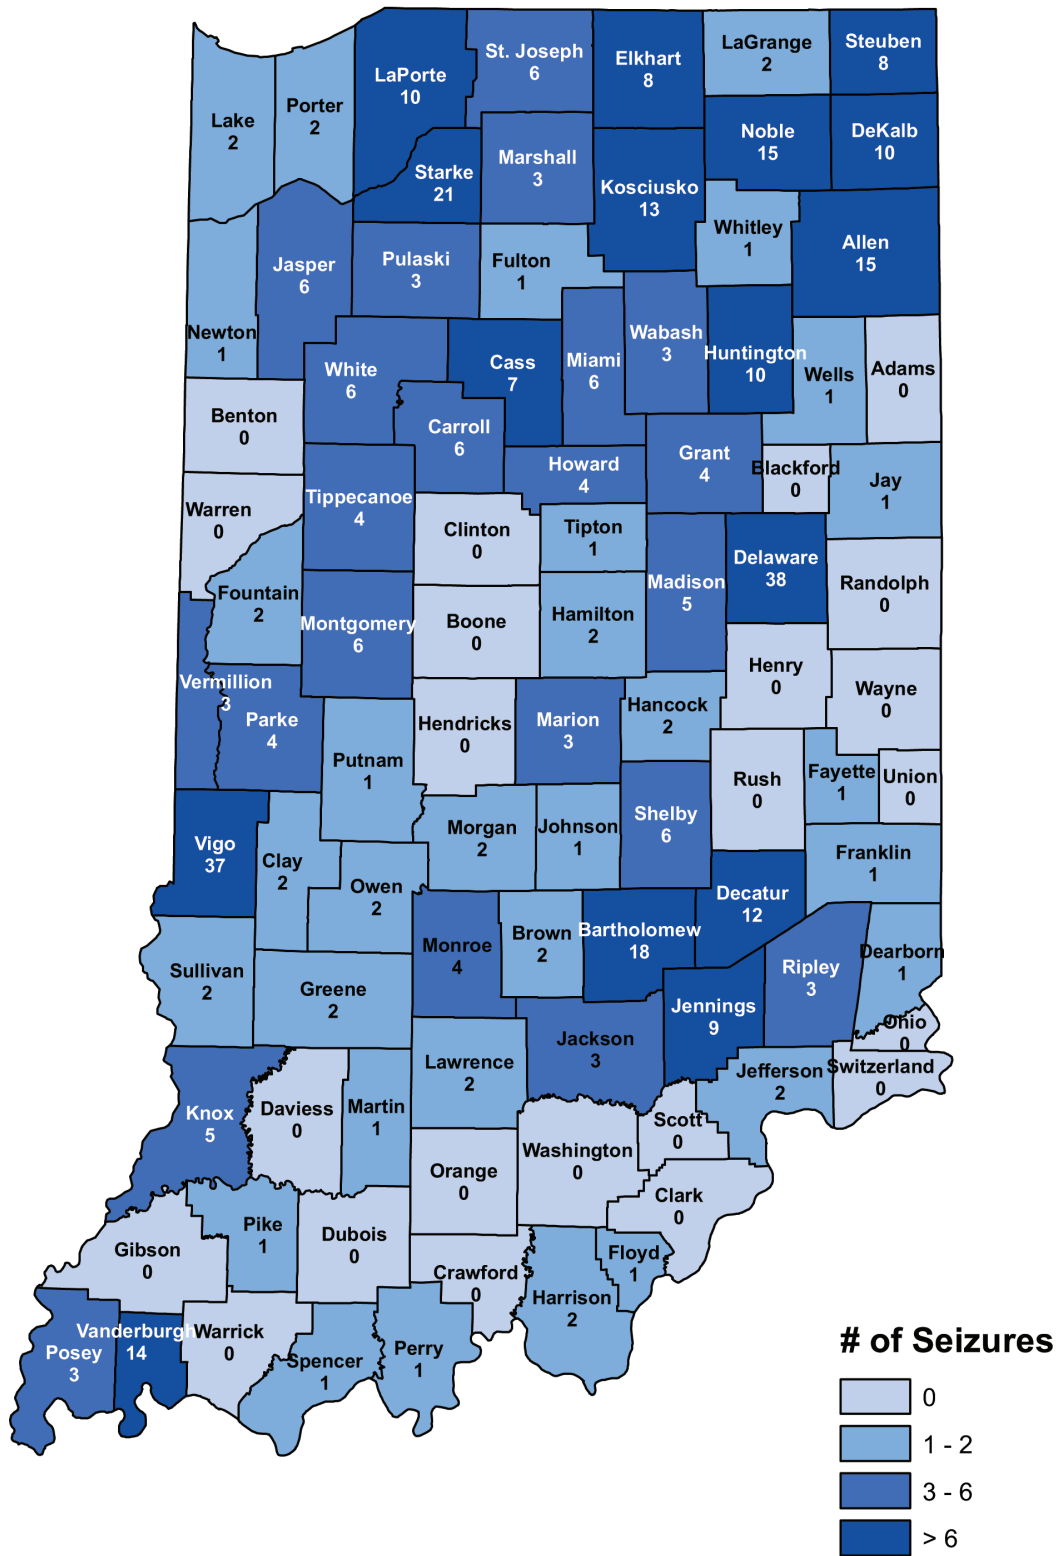 St. Joseph
6
Elkhart
8
LaGrange
2
Steuben
8
LaPorte
10
Porter
2
Lake
2
Noble
15
DeKalb
10
Starke
21
Marshall
3
Kosciusko
13
Whitley
1
Allen
15
Jasper
6
Pulaski
3
Fulton
1
Newton
1
White
6
Cass
7
Miami
6
Wabash
3
Huntington
10
Wells
1
Adams
0
Benton
0
Carroll
6
Howard
4
Grant
4
Blackford
0
Jay
1
Warren
0
Tippecanoe
4
Clinton
0
Tipton
1
Delaware
38
Randolph
0
Fountain
2
Montgomery
6
Boone
0
Hamilton
2
Madison
5
Henry
0
Wayne
0
Vermillion
3
Parke
4
Putnam
1
Hendricks
0
Marion
3
Hancock
2
Rush
0
Fayette
1
Union
0
Vigo
37
Clay
2
Owen
2
Morgan
2
Johnson
1
Shelby
6
Franklin
1
Decatur
12
Sullivan
2
Greene
2
Monroe
4
Brown
2
Bartholomew
18
Ripley
3
Dearborn
1
Jennings
9
Ohio
0
Jackson
3
Lawrence
2
Jefferson
2
Switzerland
0
Knox
5
Daviess
0
Martin
1
Scott
0
Washington
0
Orange
0
Clark
0
Gibson
0
Pike
1
Dubois
0
Crawford
0
Floyd
1
Harrison
2
Posey
3
Vanderburgh
14
Warrick
0
Spencer
1
Perry
1
# of Seizures
0
1 - 2
3 - 6
> 6